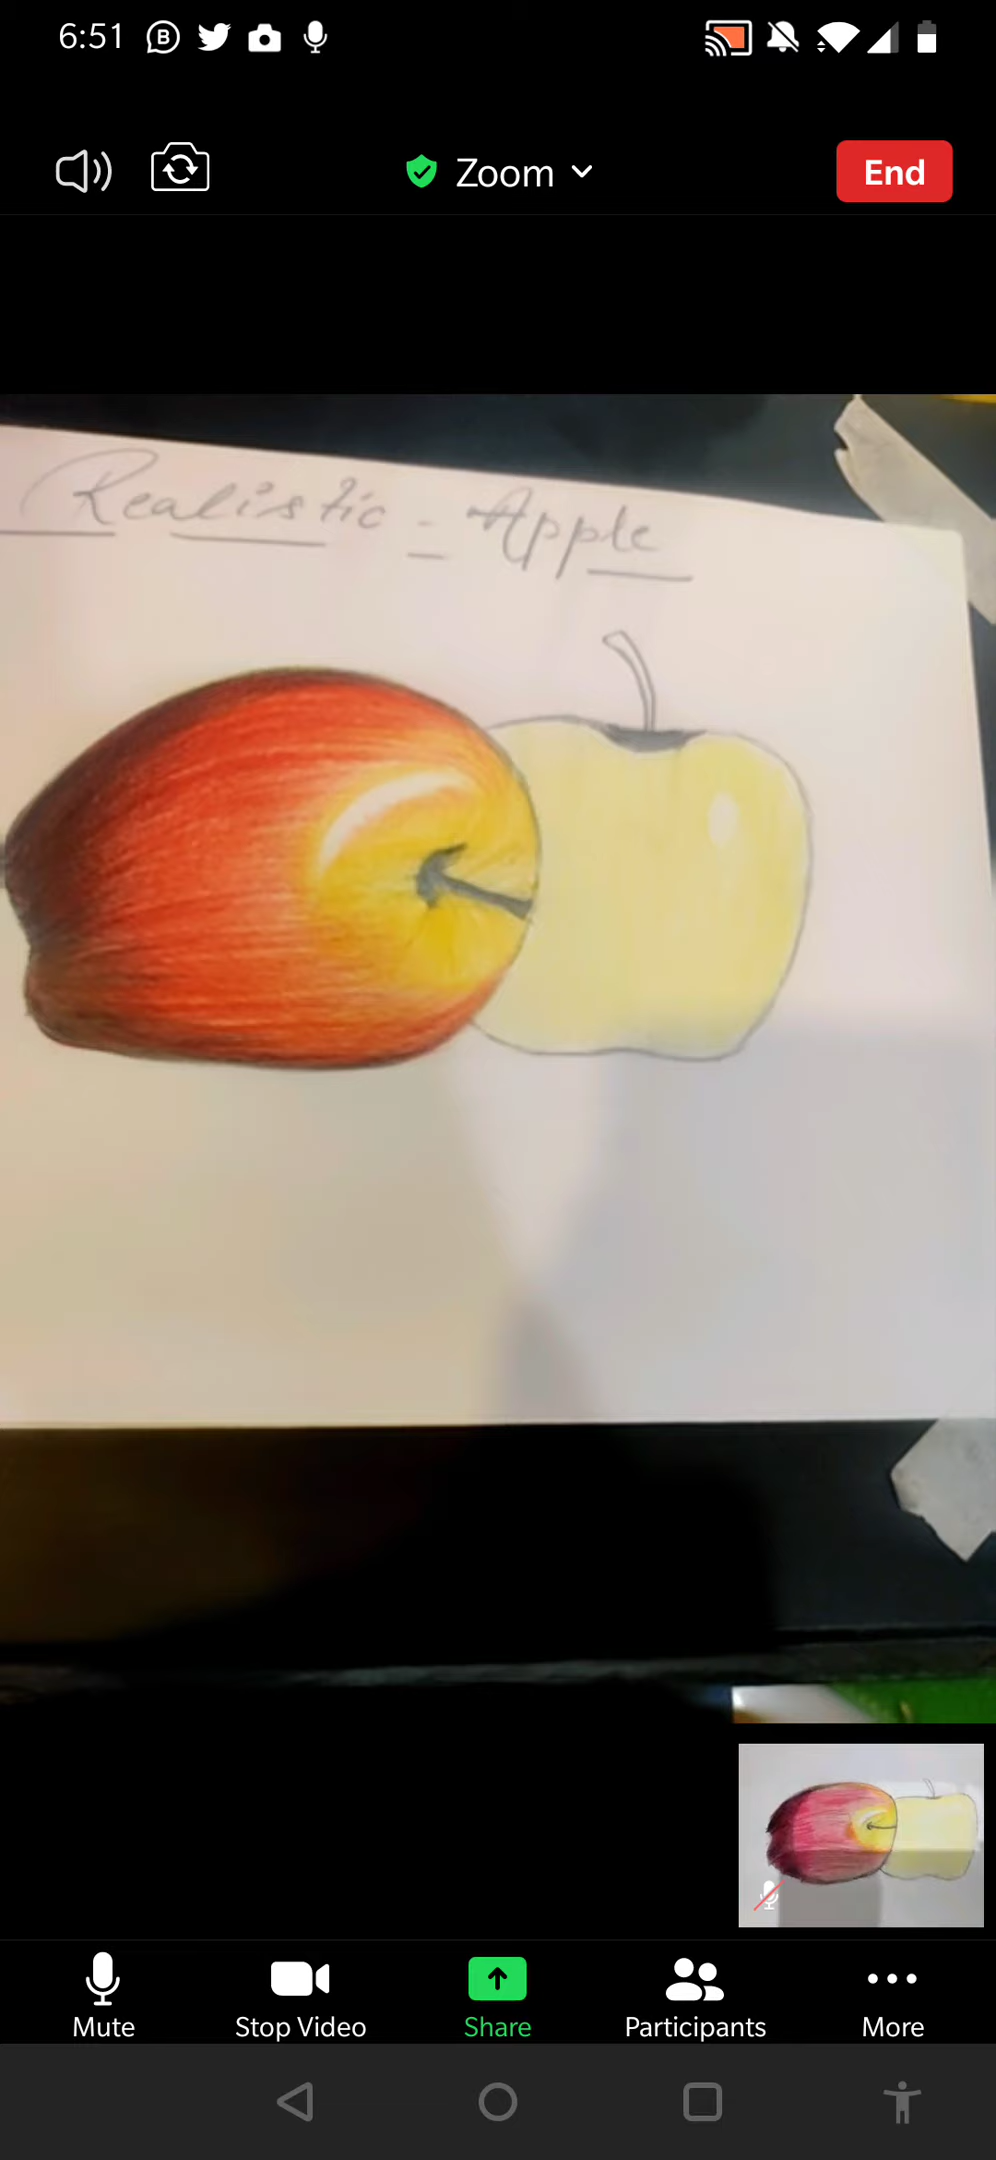 6:51
Zoom
End
Realistic - Apple
Mute
Stop Video
Share
Participants
More